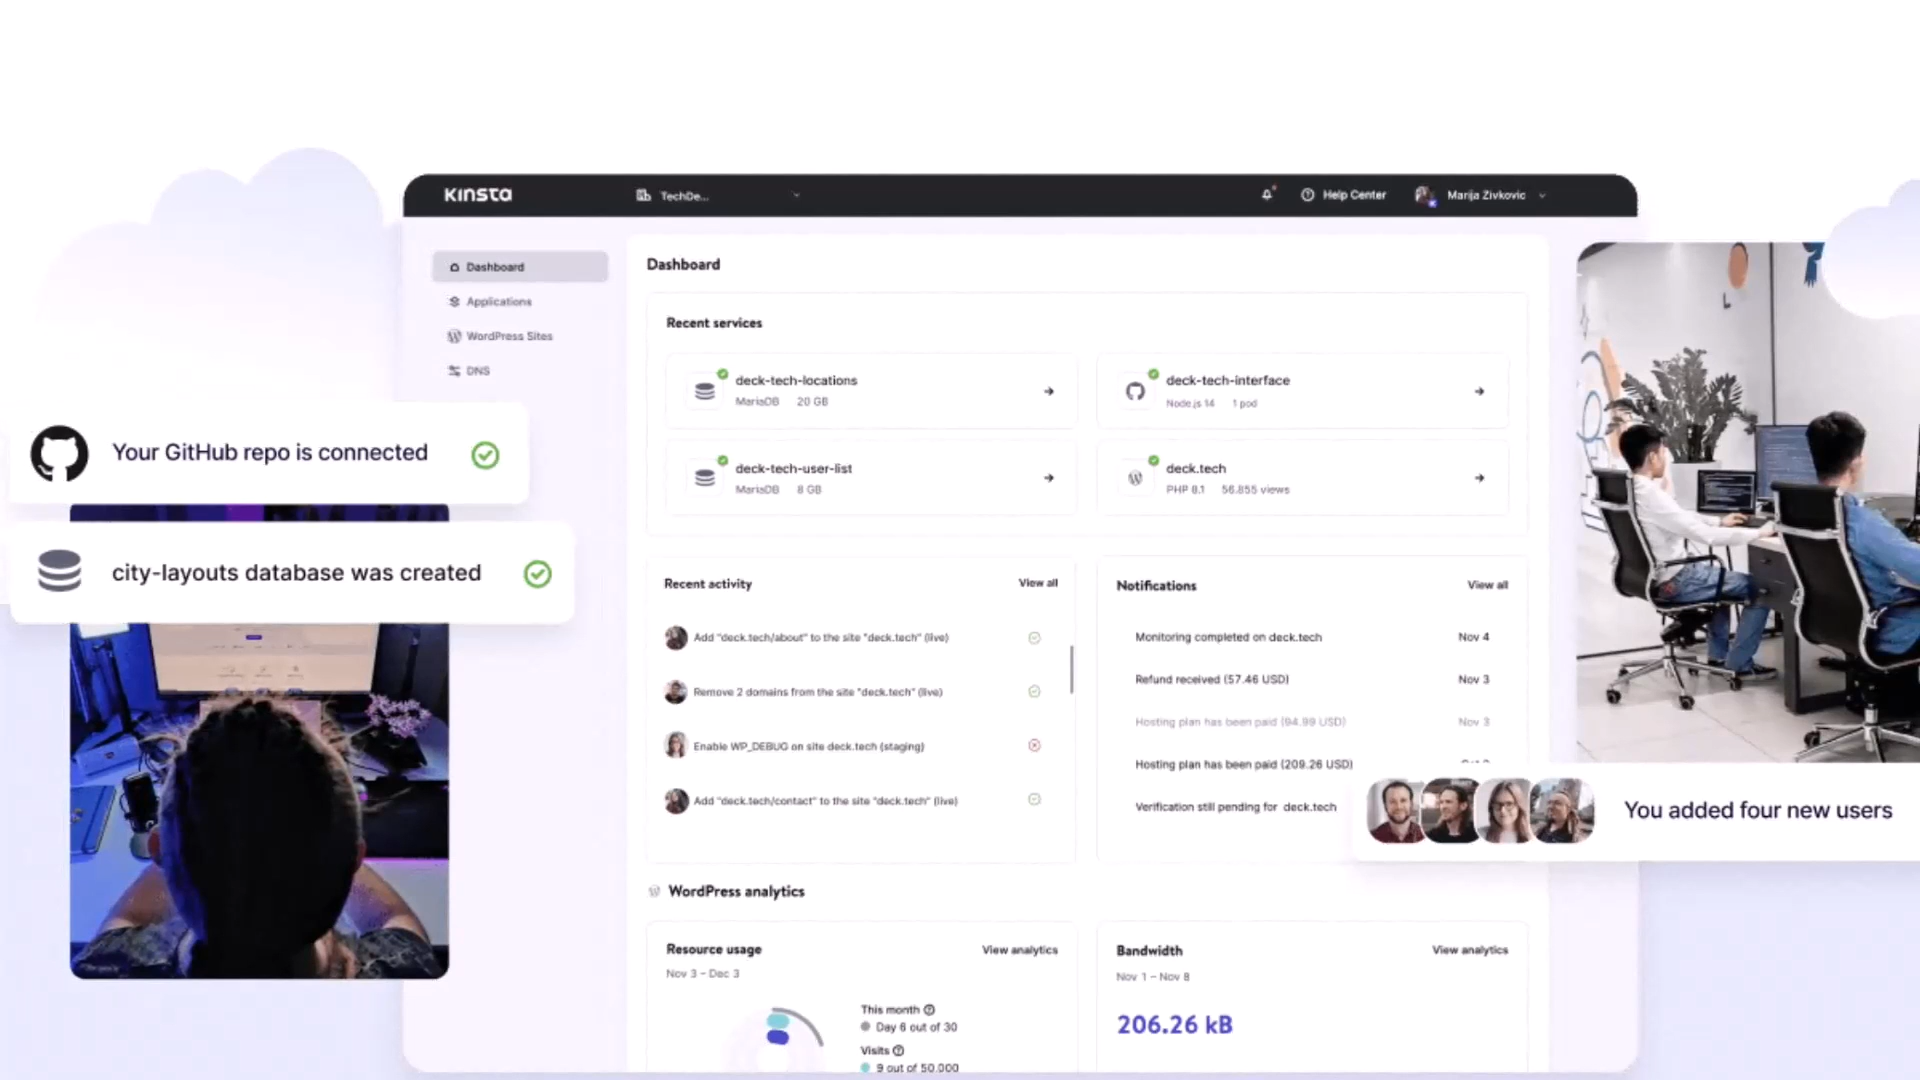 KINSTA
TechDe...
Help Center
Marija Zivkovic
Dashboard
Applications
WordPress Sites
DNS
Your GitHub repo is connected
city-layouts database was created
Dashboard
Recent services
deck-tech-locations
MariaDB 20 GB
deck-tech-interface
Node.js 14 1 pod
deck-tech-user-list
MariaDB 8 GB
deck.tech
PHP 8.1 56.855 views
Recent activity
View all
Add "deck.tech/about" to the site "deck.tech" (live)
Remove 2 domains from the site "deck.tech" (live)
Enable WP_DEBUG on site deck.tech (staging)
Add "deck.tech/contact" to the site "deck.tech" (live)
Notifications
View all
Monitoring completed on deck.tech
Nov 4
Refund received (57.46 USD)
Nov 3
Hosting plan has been paid (94.99 USD)
Nov 3
Hosting plan has been paid (209.26 USD)
Verification still pending for deck.tech
You added four new users
WordPress analytics
Resource usage
View analytics
Nov 3 - Dec 3
This month
Day 6 out of 30
Visits
9 out of 50.000
Bandwidth
View analytics
Nov 1 - Nov 8
206.26 kB